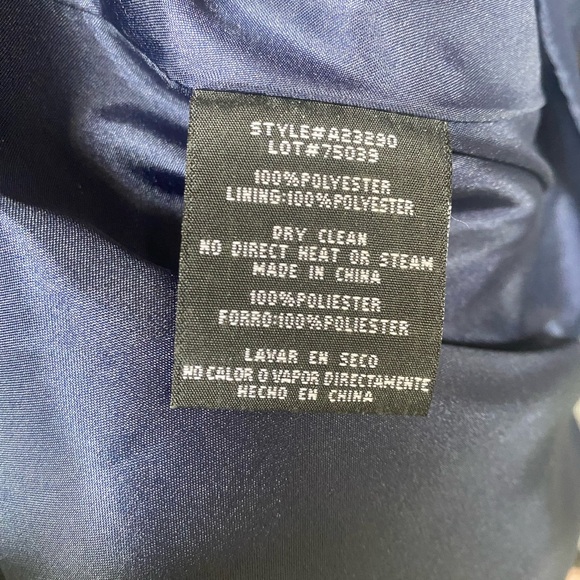 STYLE#A23290
LOT#75039
100%POLYESTER
LINING:100%POLYESTER
DRY CLEAN
NO DIRECT HEAT OR STEAM
MADE IN CHINA
100%POLIESTER
FORRO:100%POLIESTER
LAVAR EN SECO
NO CALOR O VAPOR DIRECTAMENTE
HECHO EN CHINA